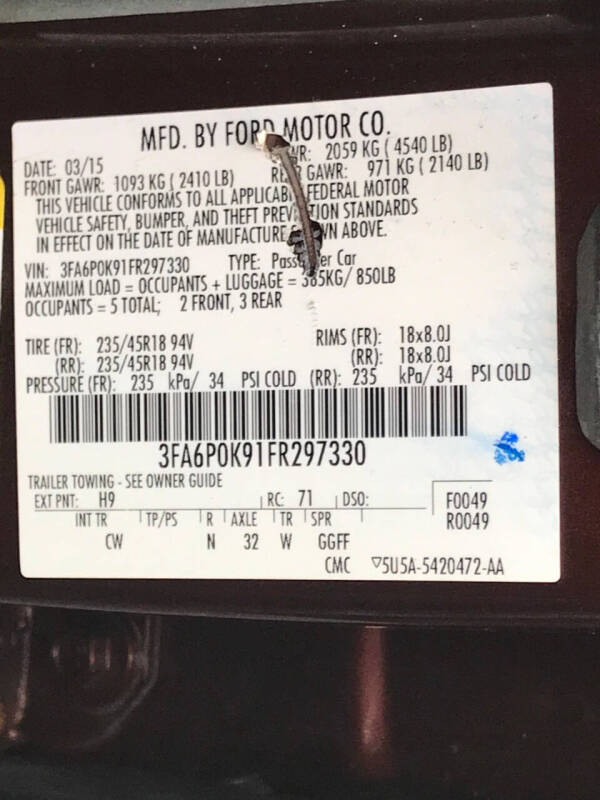 MFD. BY FORD MOTOR CO.
DATE: 03/15 WR: 2059 KG ( 4540 LB)
FRONT GAWR: 1093 KG ( 2410 LB) GAWR: 971 KG ( 2140 LB)
THIS VEHICLE CONFORMS TO ALL FEDERAL MOTOR
VEHICLE SAFETY, BUMPER, AND THEFT STANDARDS
IN EFFECT ON THE DATE OF MANUFACTURE ABOVE.
VIN: 3FA6P0K91FR297330 TYPE: Car
MAXIMUM LOAD = OCCUPANTS + LUGGAGE = 385KG/ 850LB
OCCUPANTS = 5 TOTAL; 2 FRONT, 3 REAR
TIRE (FR): 235/45R18 94V RIMS (FR): 18x8.0J
(RR): 235/45R18 94V (RR): 18x8.0J
PRESSURE (FR): 235 kPa/ 34 PSI COLD (RR): 235 kPa/ 34 PSI COLD
3FA6P0K91FR297330
TRAILER TOWING - SEE OWNER GUIDE
EXT PNT: H9 RC: 71 DSO: F0049
INT TR TP/PS R AXLE TR SPR R0049
CW N 32 W GGFF
CMC ▽5U5A-5420472-AA